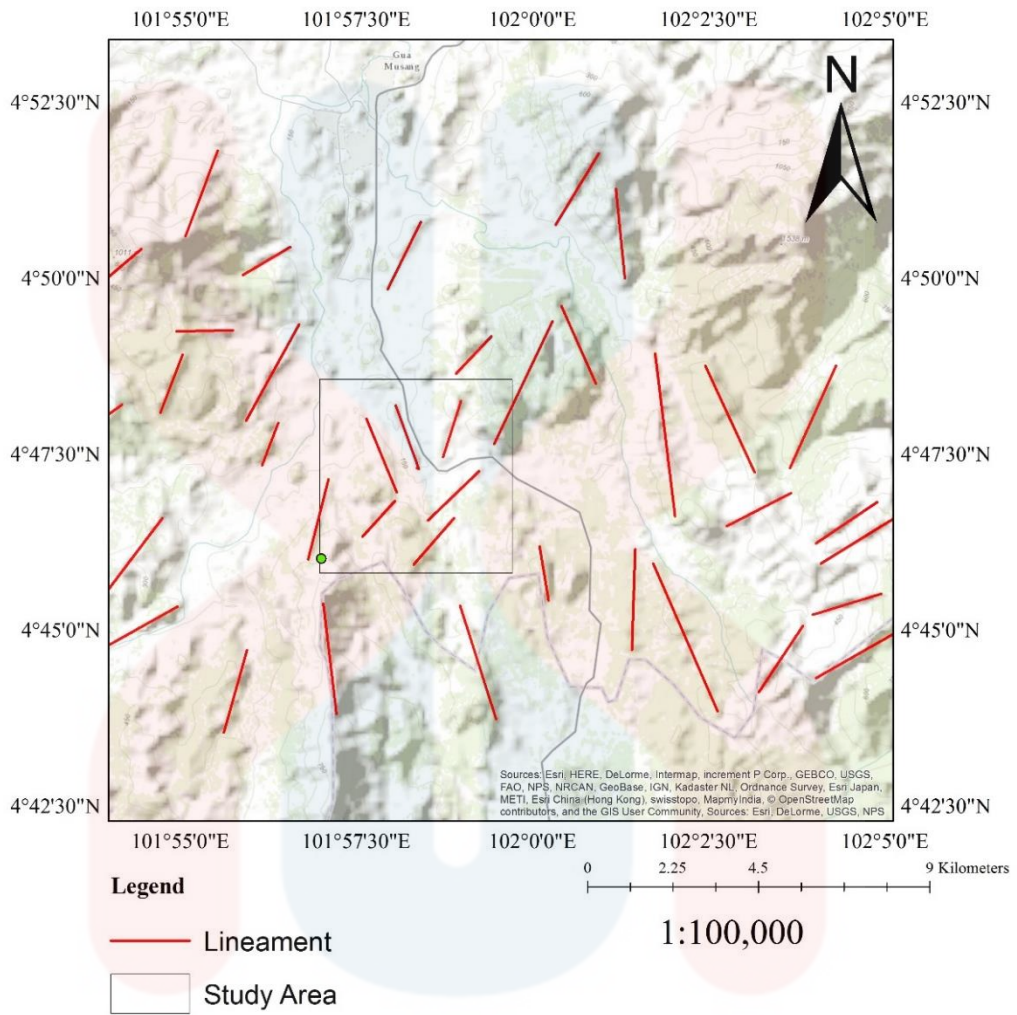 101°55'0"E 101°57'30"E 102°0'0"E 102°2'30"E 102°5'0"E
Gua
Musang
N
4°52'30"N 4°52'30"N
4°50'0"N 4°50'0"N
4°47'30"N 4°47'30"N
4°45'0"N 4°45'0"N
Sources: Esri, HERE, DeLorme, Intermap, increment P Corp., GEBCO, USGS,
FAO, NPS, NRCAN, GeoBase, IGN, Kadaster NL, Ordnance Survey, Esri Japan,
METI, Esri China (Hong Kong), swisstopo, MapmyIndia, © OpenStreetMap
contributors, and the GIS User Community, Sources: Esri, DeLorme, USGS, NPS
4°42'30"N 4°42'30"N
101°55'0"E 101°57'30"E 102°0'0"E 102°2'30"E 102°5'0"E
0 2.25 4.5 9 Kilometers
Legend
1:100,000
Lineament
Study Area